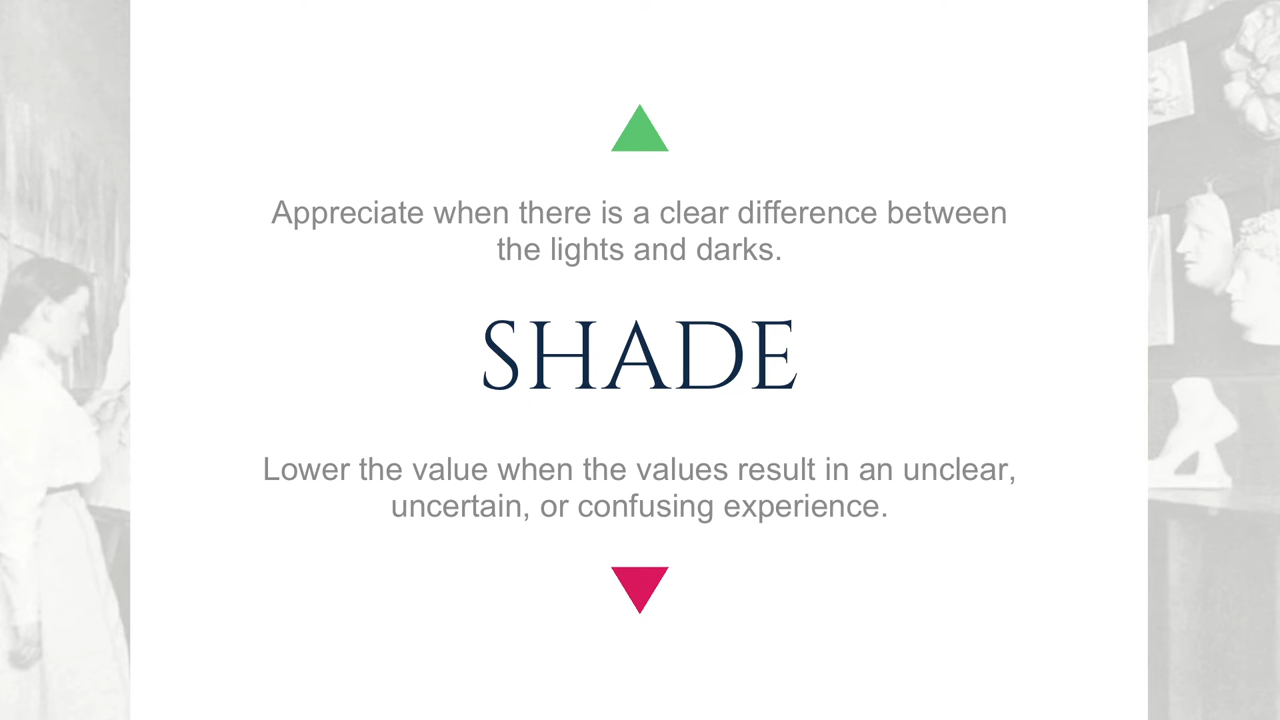 Appreciate when there is a clear difference between
the lights and darks.
SHADE
Lower the value when the values result in an unclear,
uncertain, or confusing experience.